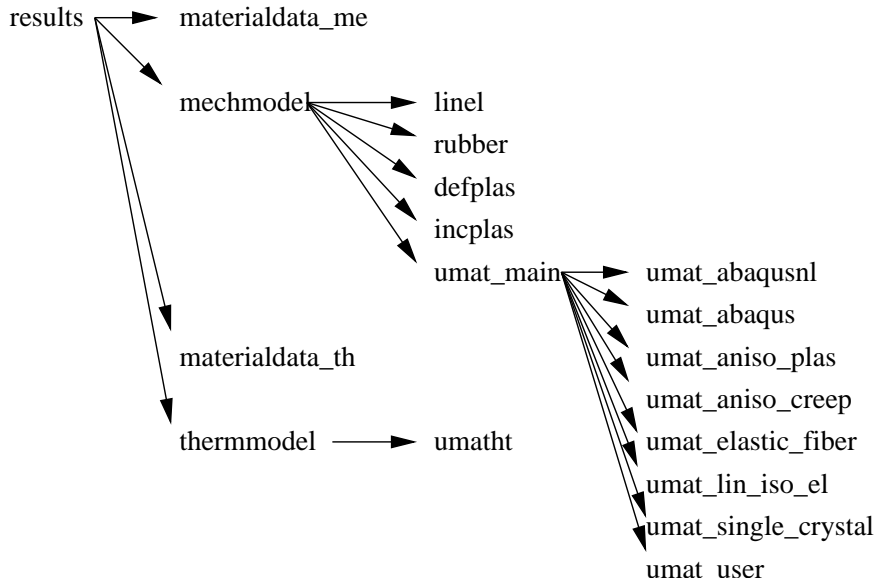 results materialdata_me
mechmodel linel
rubber
defplas
incplas
umat_main umat_abaqusnl
umat_abaqus
materialdata_th umat_aniso_plas
umat_aniso_creep
thermmodel umatht umat_elastic_fiber
umat_lin_iso_el
umat_single_crystal
umat_user